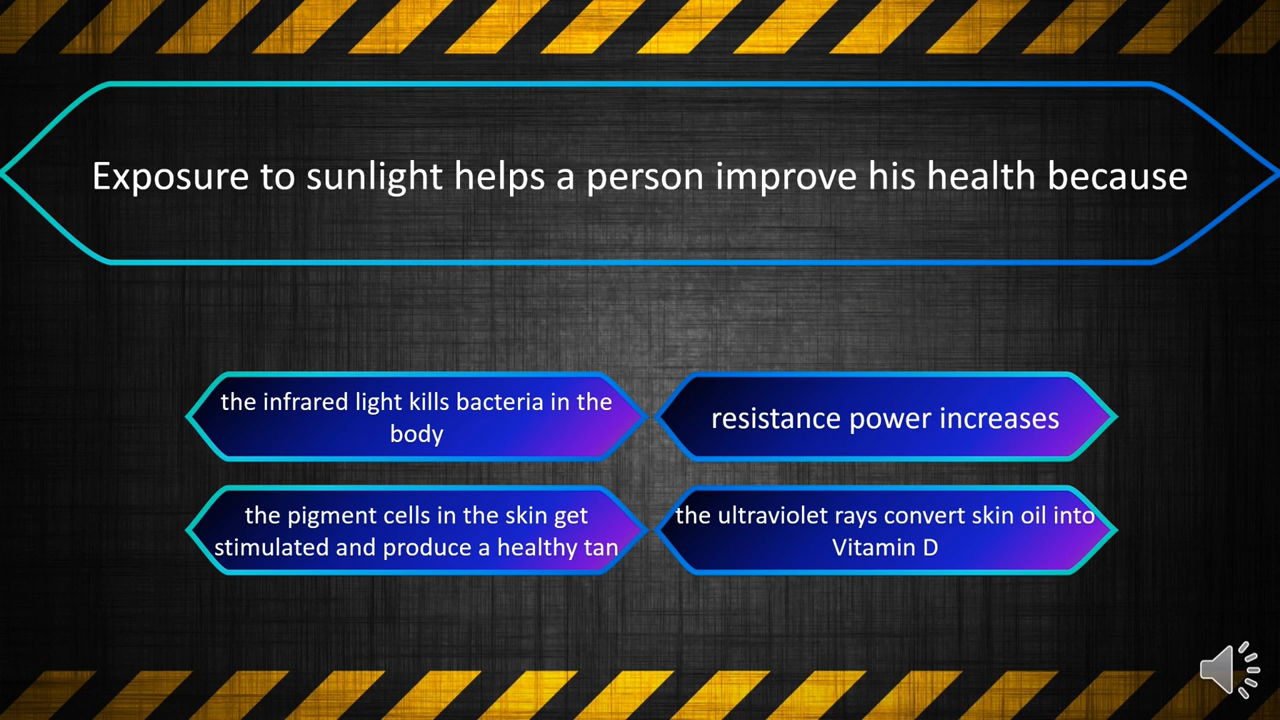 Exposure to sunlight helps a person improve his health because
the infrared light kills bacteria in the
body
resistance power increases
the pigment cells in the skin get
stimulated and produce a healthy tan
the ultraviolet rays convert skin oil into
Vitamin D